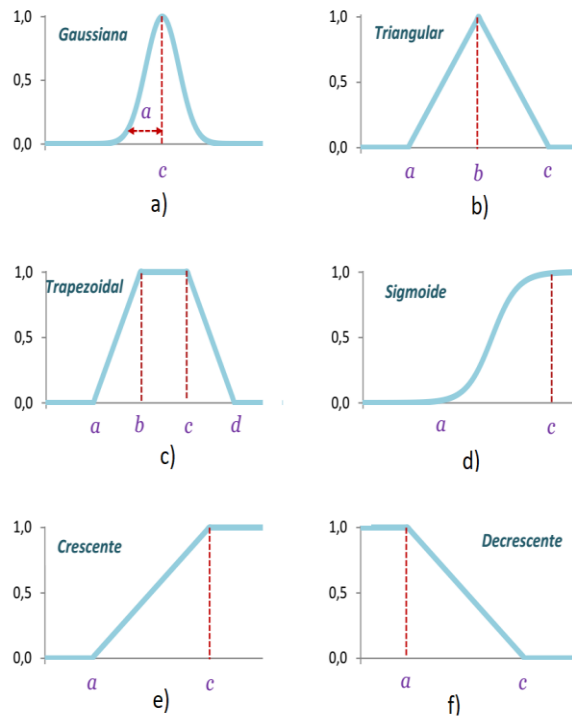 Gaussiana
1,0
0,5
0,0
a
c
a)
Triangular
1,0
0,5
0,0
a b c
b)
Trapezoidal
1,0
0,5
0,0
a b c d
c)
Sigmoide
1,0
0,5
0,0
a c
d)
Crescente
1,0
0,5
0,0
a c
e)
Decrescente
1,0
0,5
0,0
a c
f)